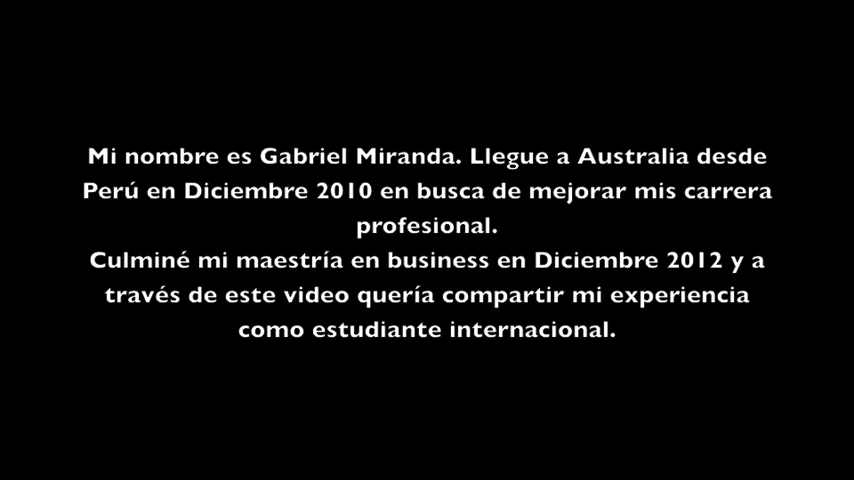 Mi nombre es Gabriel Miranda. Llegue a Australia desde
Perú en Diciembre 2010 en busca de mejorar mis carrera
profesional.
Culminé mi maestría en business en Diciembre 2012 y a
través de este video quería compartir mi experiencia
como estudiante internacional.